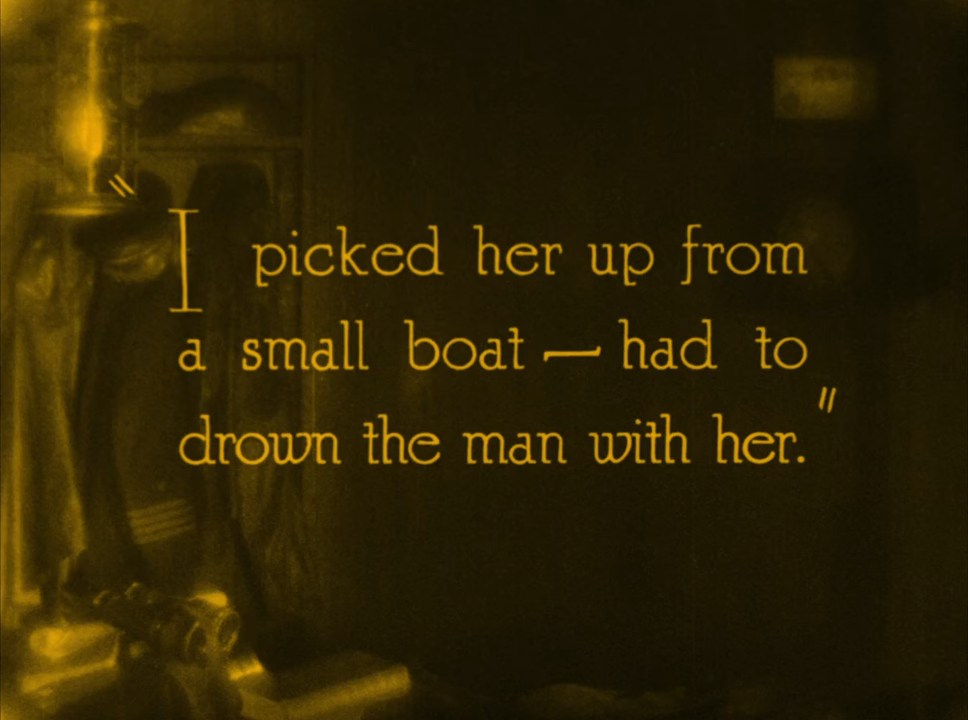 "I picked her up from
a small boat — had to
drown the man with her."